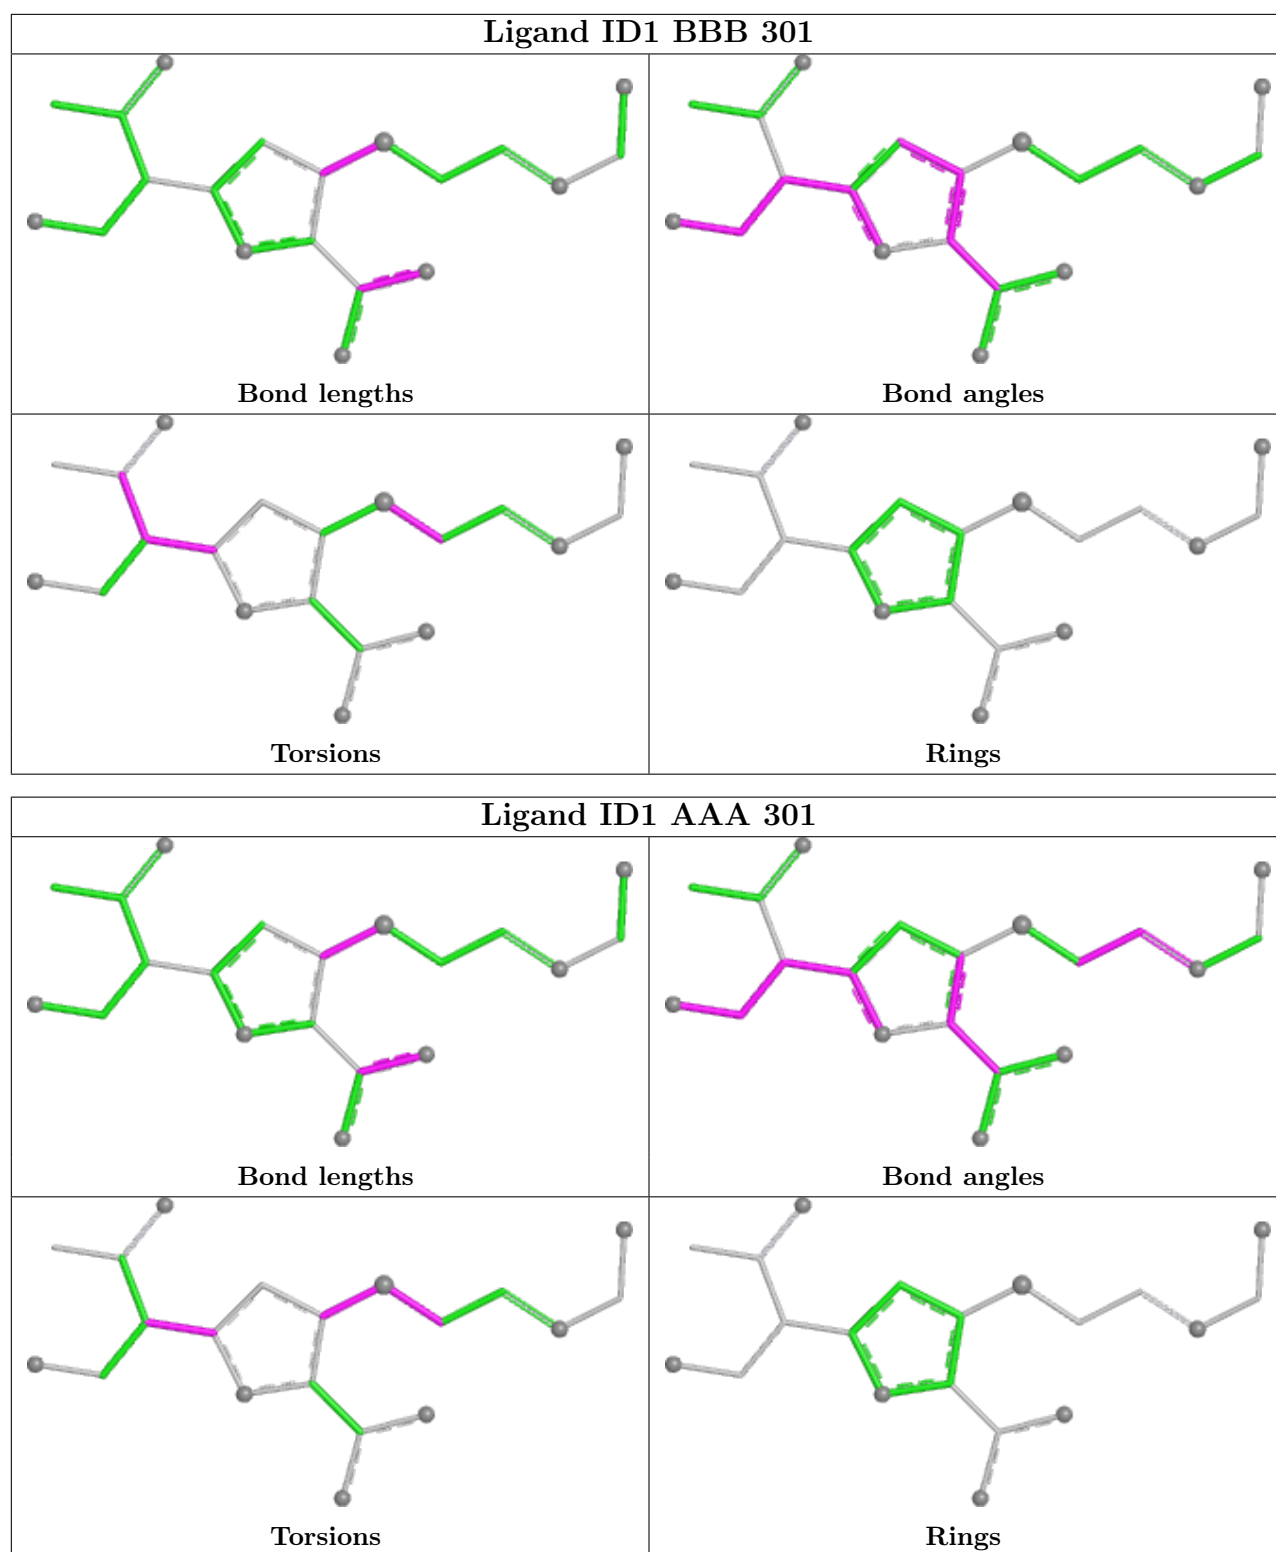 Ligand ID1 BBB 301
Bond lengths
Bond angles
Torsions
Rings
Ligand ID1 AAA 301
Bond lengths
Bond angles
Torsions
Rings